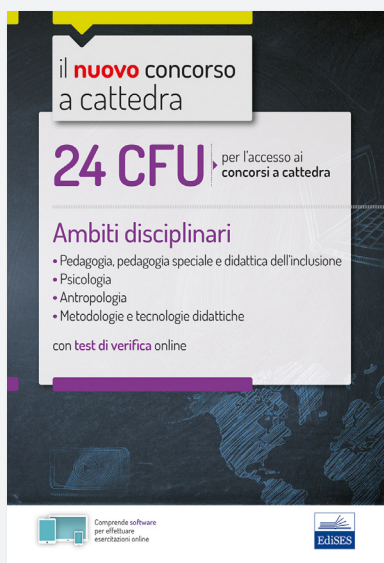 il nuovo concorso
a cattedra
24 CFU
per l'accesso ai
concorsi a cattedra
Ambiti disciplinari
• Pedagogia, pedagogia speciale e didattica dell'inclusione
• Psicologia
• Antropologia
• Metodologie e tecnologie didattiche
con test di verifica online
Comprende software
per effettuare
esercitazioni online
EdiSES